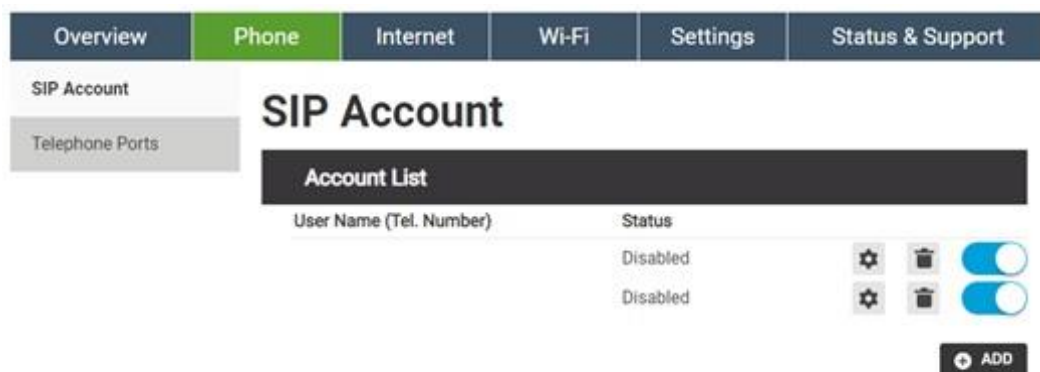 Overview Phone Internet Wi-Fi Settings Status & Support
SIP Account
Telephone Ports
SIP Account
Account List
User Name (Tel. Number) Status
Disabled
Disabled
ADD